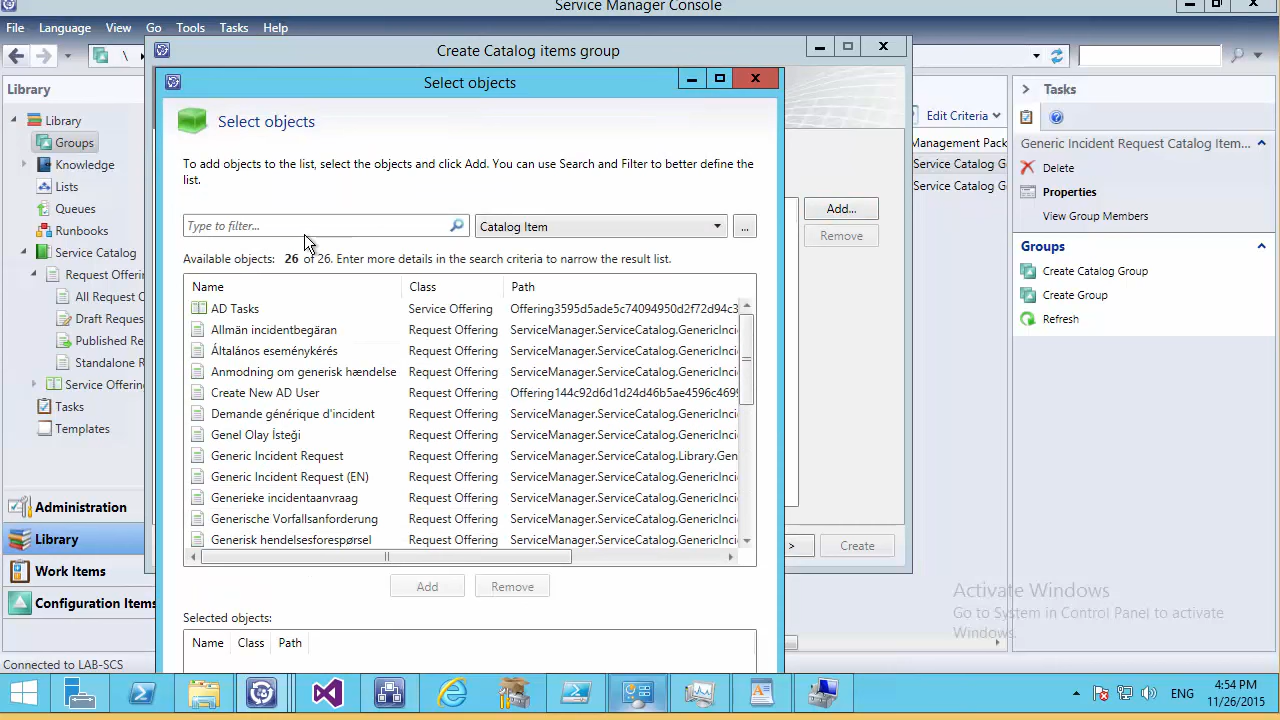 Service Manager Console
File Language View Go Tools Tasks Help
Create Catalog items group
Library
Library
Groups
Knowledge
Lists
Queues
Runbooks
Service Catalog
Request Offerin
All Request C
Draft Reque
Published Re
Standalone R
Service Offering
Tasks
Templates
Administration
Library
Work Items
Configuration Items
Connected to LAB-SCS
Select objects
Select objects
To add objects to the list, select the objects and click Add. You can use Search and Filter to better define the
list.
Type to filter...
Catalog Item
...
Available objects: 26 of 26. Enter more details in the search criteria to narrow the result list.
Name Class Path
AD Tasks Service Offering Offering3595d5ade5c74094950d2f72d94c3
Allmän incidentbegäran Request Offering ServiceManager.ServiceCatalog.GenericInci
Általános eseménykérés Request Offering ServiceManager.ServiceCatalog.GenericInci
Anmodning om generisk hændelse Request Offering ServiceManager.ServiceCatalog.GenericInci
Create New AD User Request Offering Offering144c92d6d1d24d46b5ae4596c469
Demande générique d'incident Request Offering ServiceManager.ServiceCatalog.GenericInci
Genel Olay İsteği Request Offering ServiceManager.ServiceCatalog.GenericInci
Generic Incident Request Request Offering ServiceManager.ServiceCatalog.Library.Gen
Generic Incident Request (EN) Request Offering ServiceManager.ServiceCatalog.GenericInci
Generieke incidentaanvraag Request Offering ServiceManager.ServiceCatalog.GenericInci
Generische Vorfallsanforderung Request Offering ServiceManager.ServiceCatalog.GenericInci
Generisk hendelsesforespørsel Request Offering ServiceManager.ServiceCatalog.GenericInci
Add Remove
Selected objects:
Name Class Path
Add...
Remove
> Create
Edit Criteria
Management Pack
Service Catalog G
Service Catalog G
Tasks
Generic Incident Request Catalog Item...
Delete
Properties
View Group Members
Groups
Create Catalog Group
Create Group
Refresh
Activate Windows
Go to System in Control Panel to activate
Windows.
ENG
4:54 PM
11/26/2015